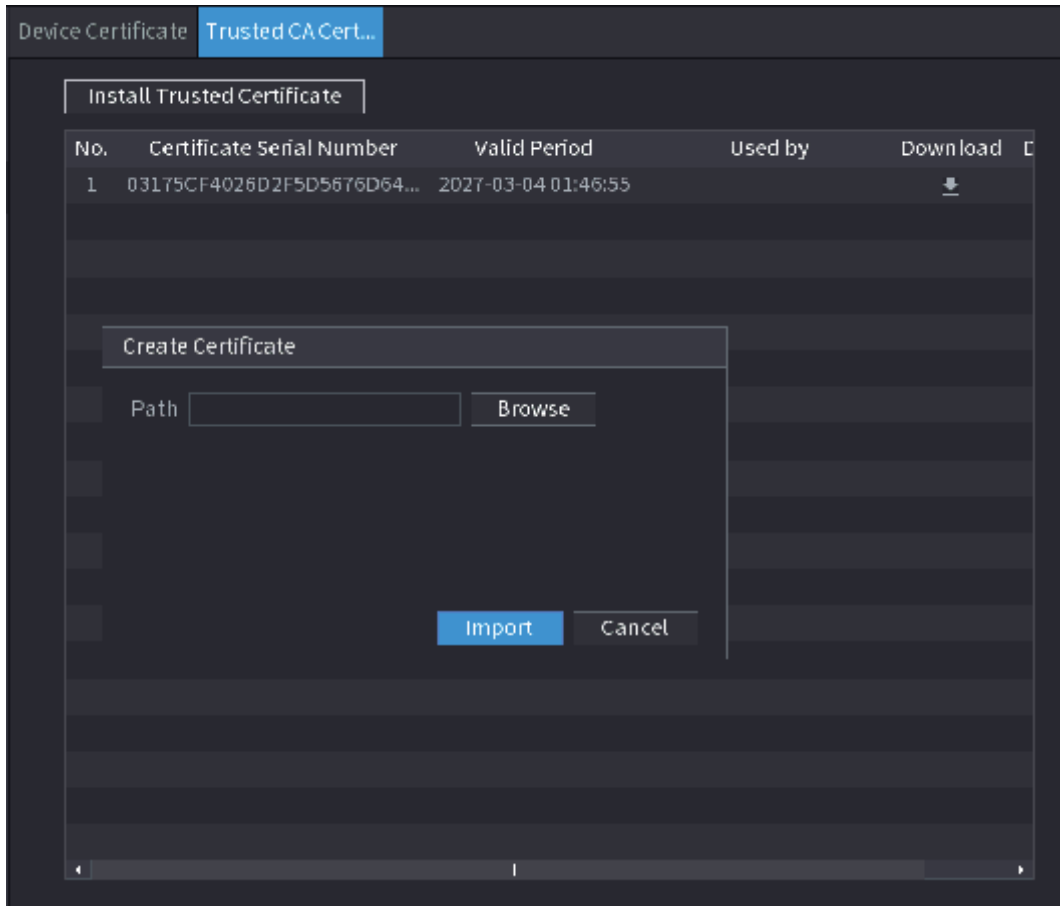 Device Certificate Trusted CA Cert...
Install Trusted Certificate
No. Certificate Serial Number Valid Period Used by Download D
1 03175CF4026D2F5D5676D64... 2027-03-04 01:46:55
Create Certificate
Path Browse
Import Cancel